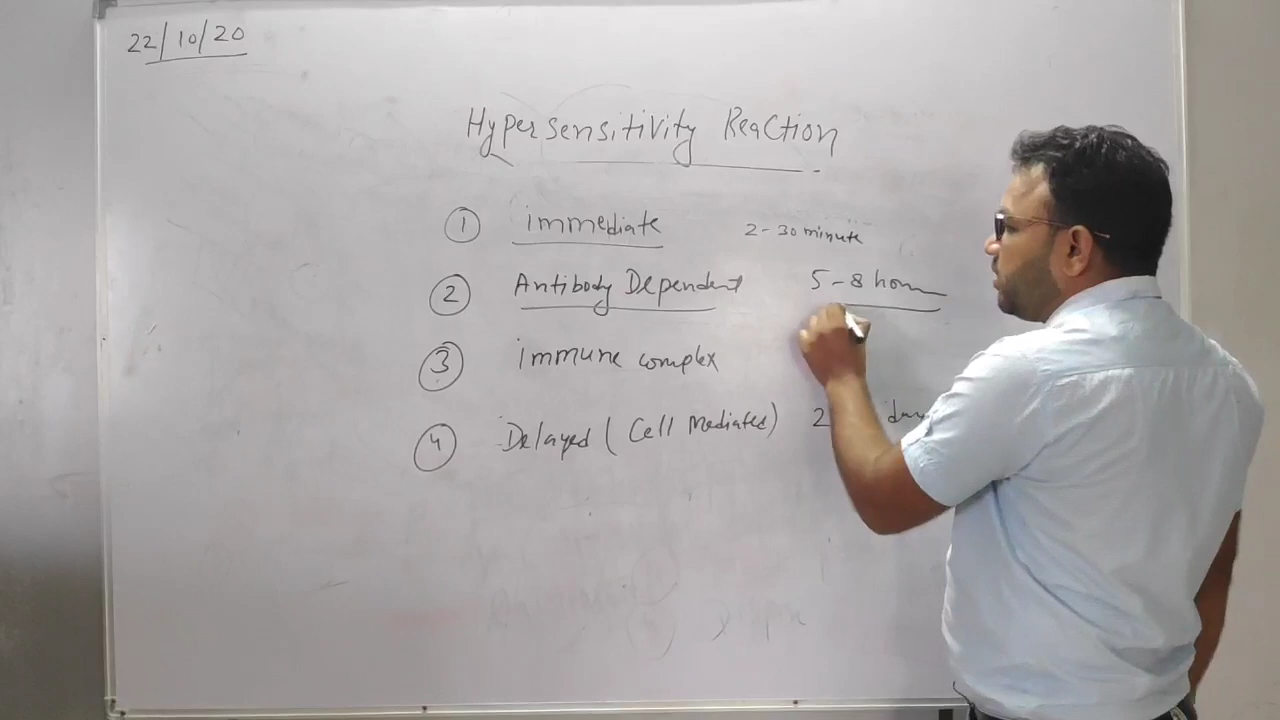 22/10/20
Hypersensitivity Reaction
1 immediate 2-30 minute
2 Antibody Dependent 5-8 hour
3 immune complex
4 Delayed (Cell Mediated) 2